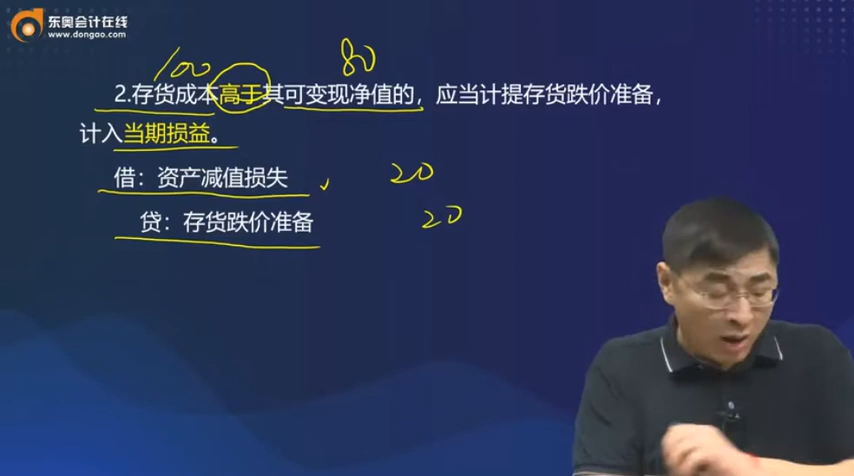 东奥会计在线
www.dongao.com
100 80
2.存货成本高于其可变现净值的，应当计提存货跌价准备，
计入当期损益。
借：资产减值损失 20
贷：存货跌价准备 20